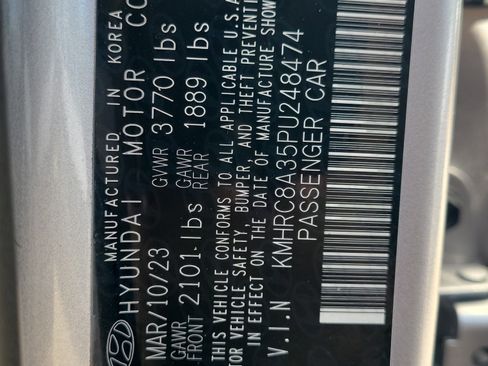 MANUFACTURED IN KOREA
HYUNDAI MOTOR CO
MAR/10/23 GVWR 3770 lbs
GAWR FRONT 2101 lbs GAWR REAR 1889 lbs
THIS VEHICLE CONFORMS TO ALL APPLICABLE U.S.A
TOR VEHICLE SAFETY, BUMPER, AND THEFT PREVENTI
IN EFFECT ON THE DATE OF MANUFACTURE SHOW
V.I.N KMHRC8A35PU248474
PASSENGER CAR